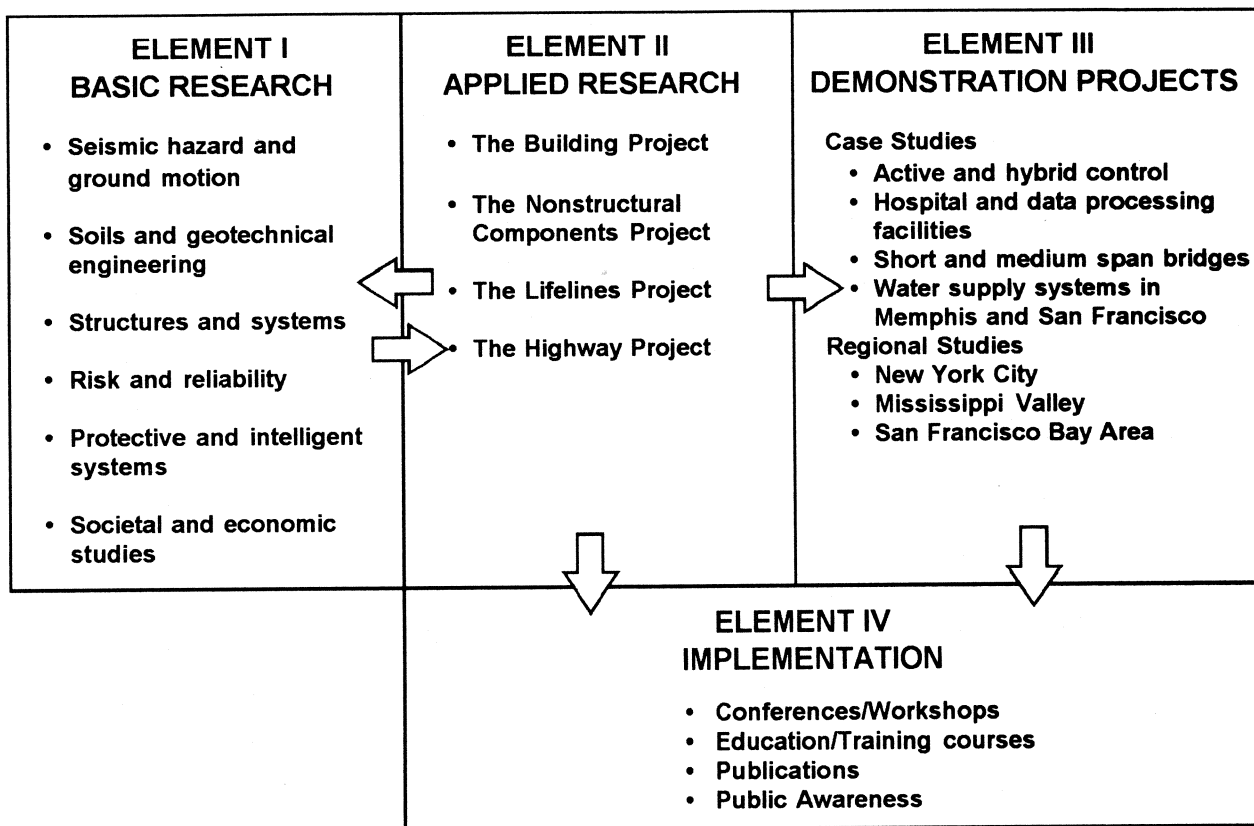 ELEMENT I
BASIC RESEARCH
• Seismic hazard and
ground motion
• Soils and geotechnical
engineering
• Structures and systems
• Risk and reliability
• Protective and intelligent
systems
• Societal and economic
studies
ELEMENT II
APPLIED RESEARCH
• The Building Project
• The Nonstructural
Components Project
• The Lifelines Project
• The Highway Project
ELEMENT III
DEMONSTRATION PROJECTS
Case Studies
• Active and hybrid control
• Hospital and data processing
facilities
• Short and medium span bridges
• Water supply systems in
Memphis and San Francisco
Regional Studies
• New York City
• Mississippi Valley
• San Francisco Bay Area
ELEMENT IV
IMPLEMENTATION
• Conferences/Workshops
• Education/Training courses
• Publications
• Public Awareness